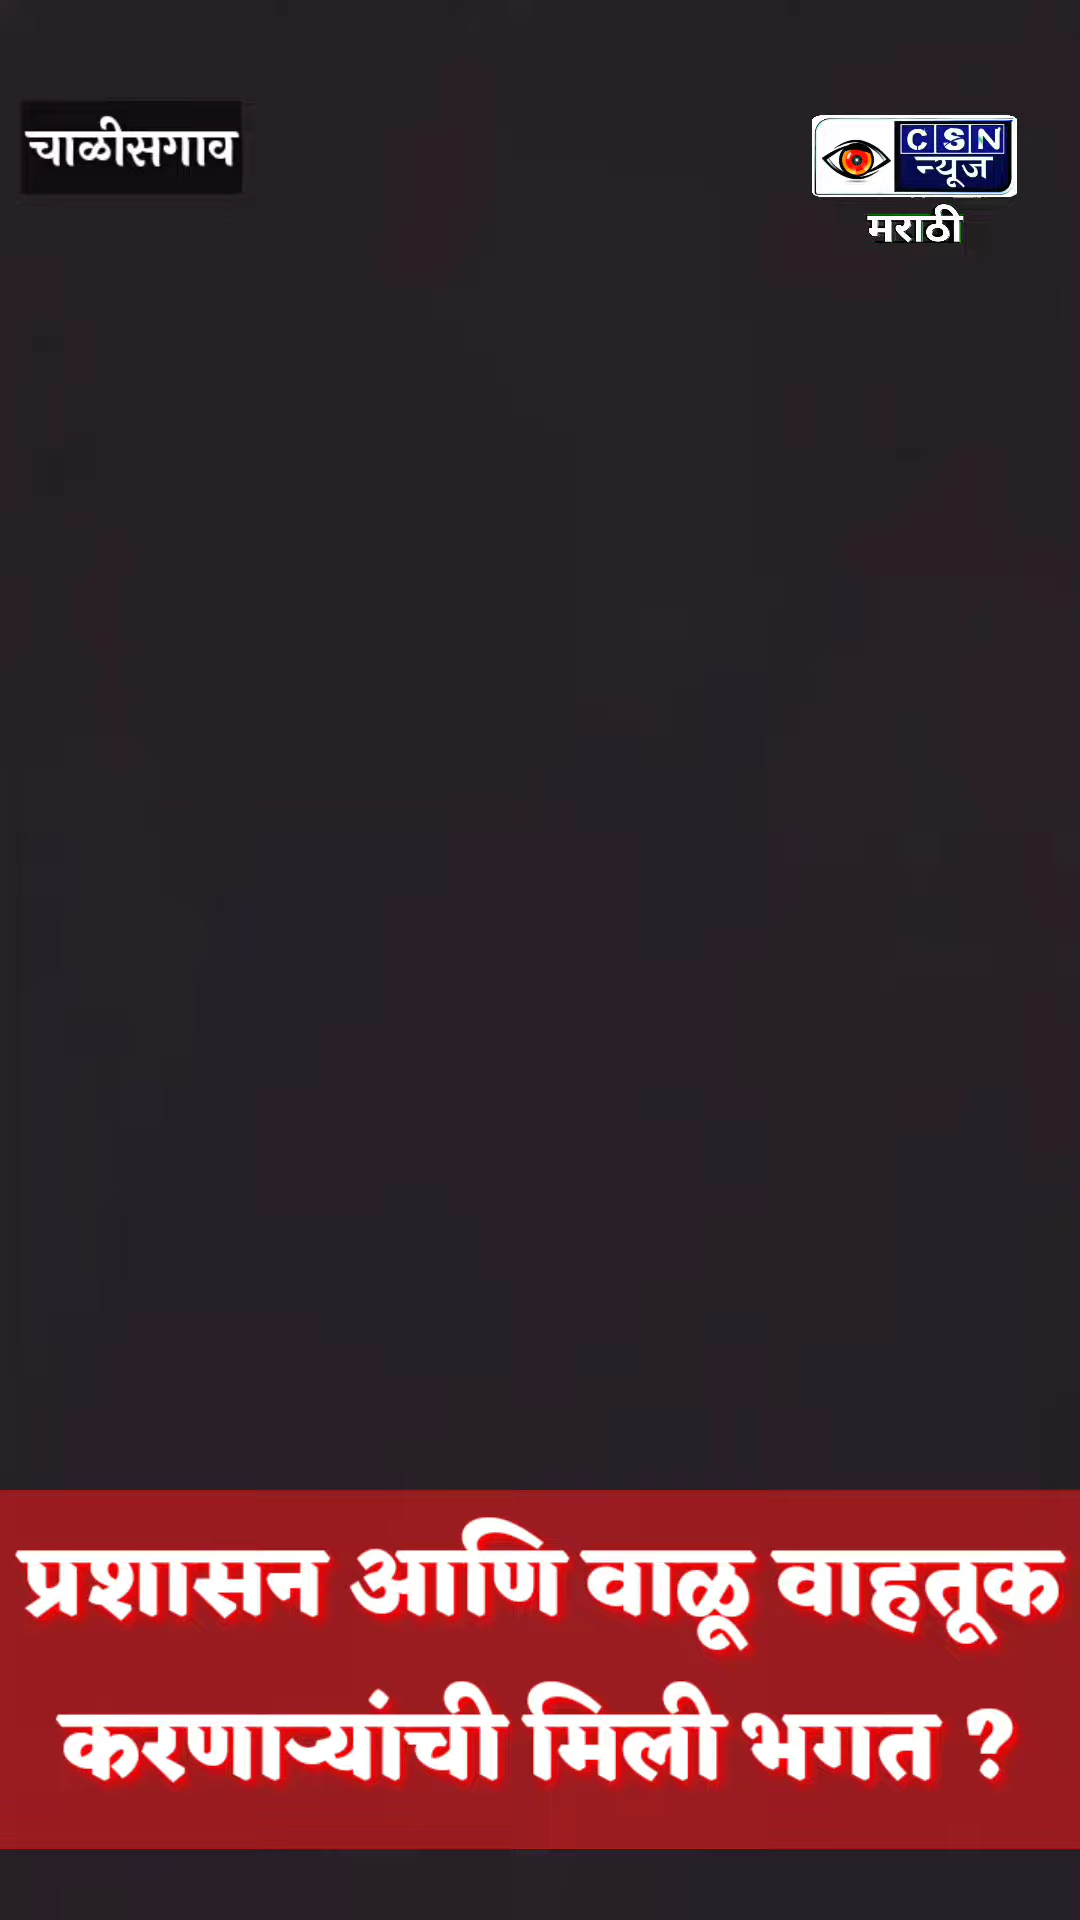 चाळीसगाव
CSN
न्यूज
मराठी
प्रशासन आणि वाळू वाहतूक
करणाऱ्यांची मिली भगत ?